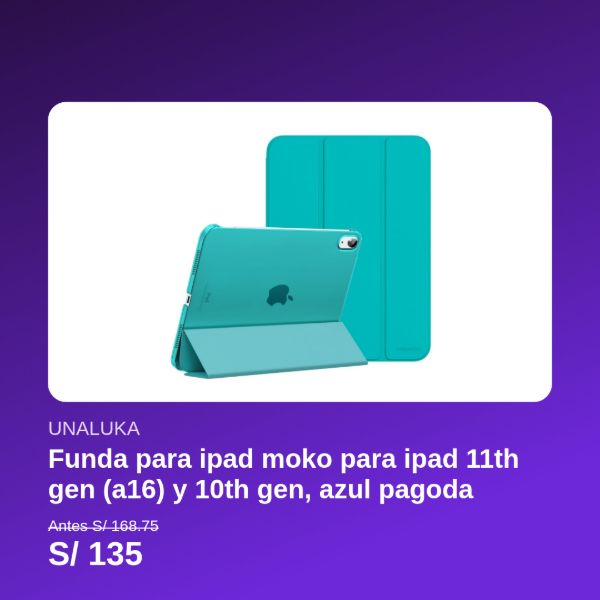 UNALUKA
Funda para ipad moko para ipad 11th
gen (a16) y 10th gen, azul pagoda
Antes S/ 168.75
S/ 135